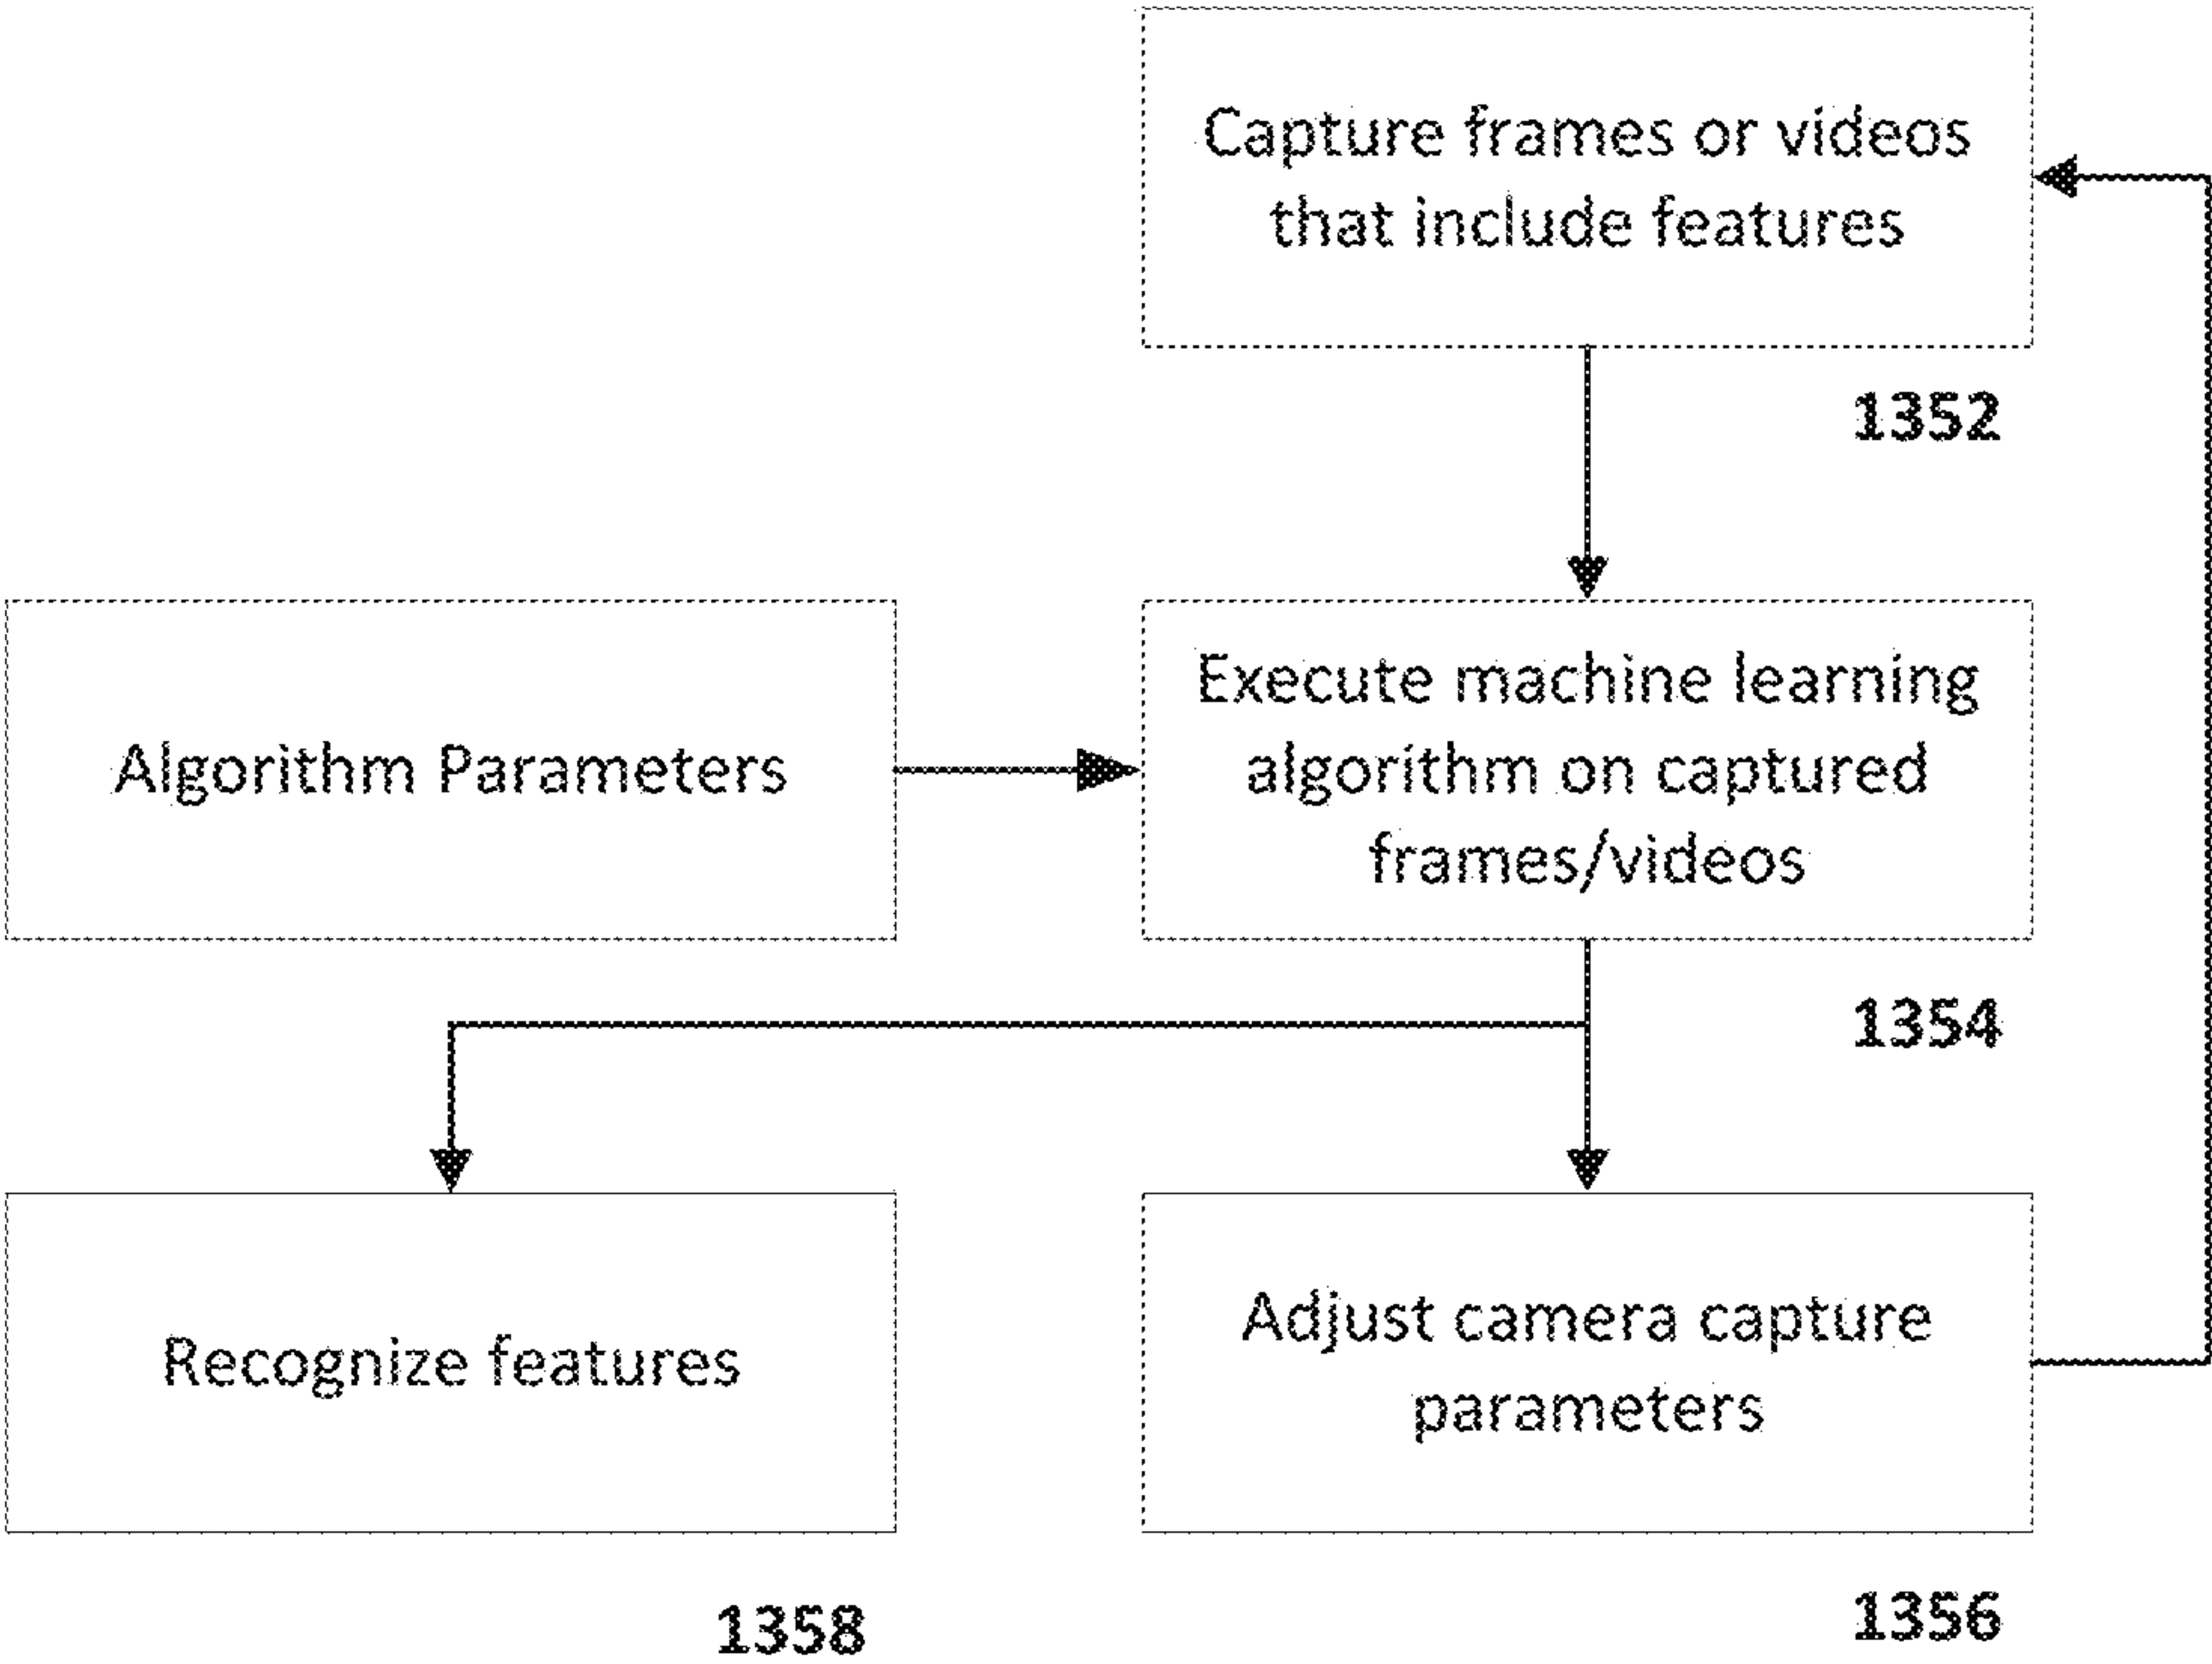 Capture frames or videos
that include features
1352
Algorithm Parameters
Execute machine learning
algorithm on captured
frames/videos
1354
Recognize features
1358
Adjust camera capture
parameters
1356